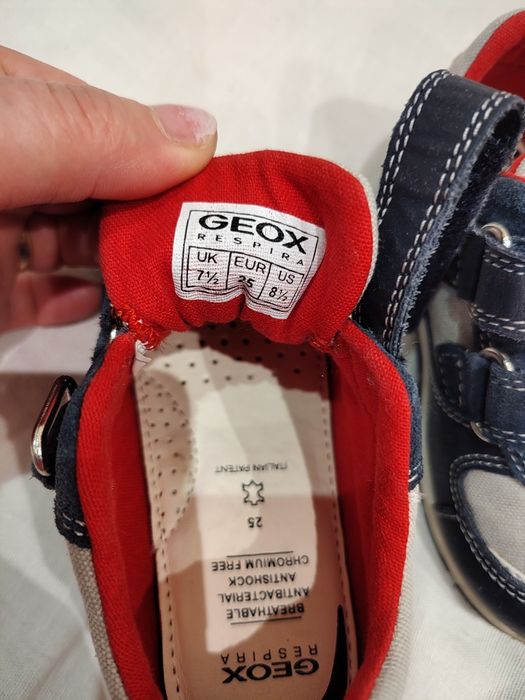 GEOX
RESPIRA
UK EUR US
7½ 25 8½
ITALIAN PATENT
25
CHROMIUM FREE
ANTISHOCK
ANTIBACTERIAL
BREATHABLE
GEOX
RESPIRA